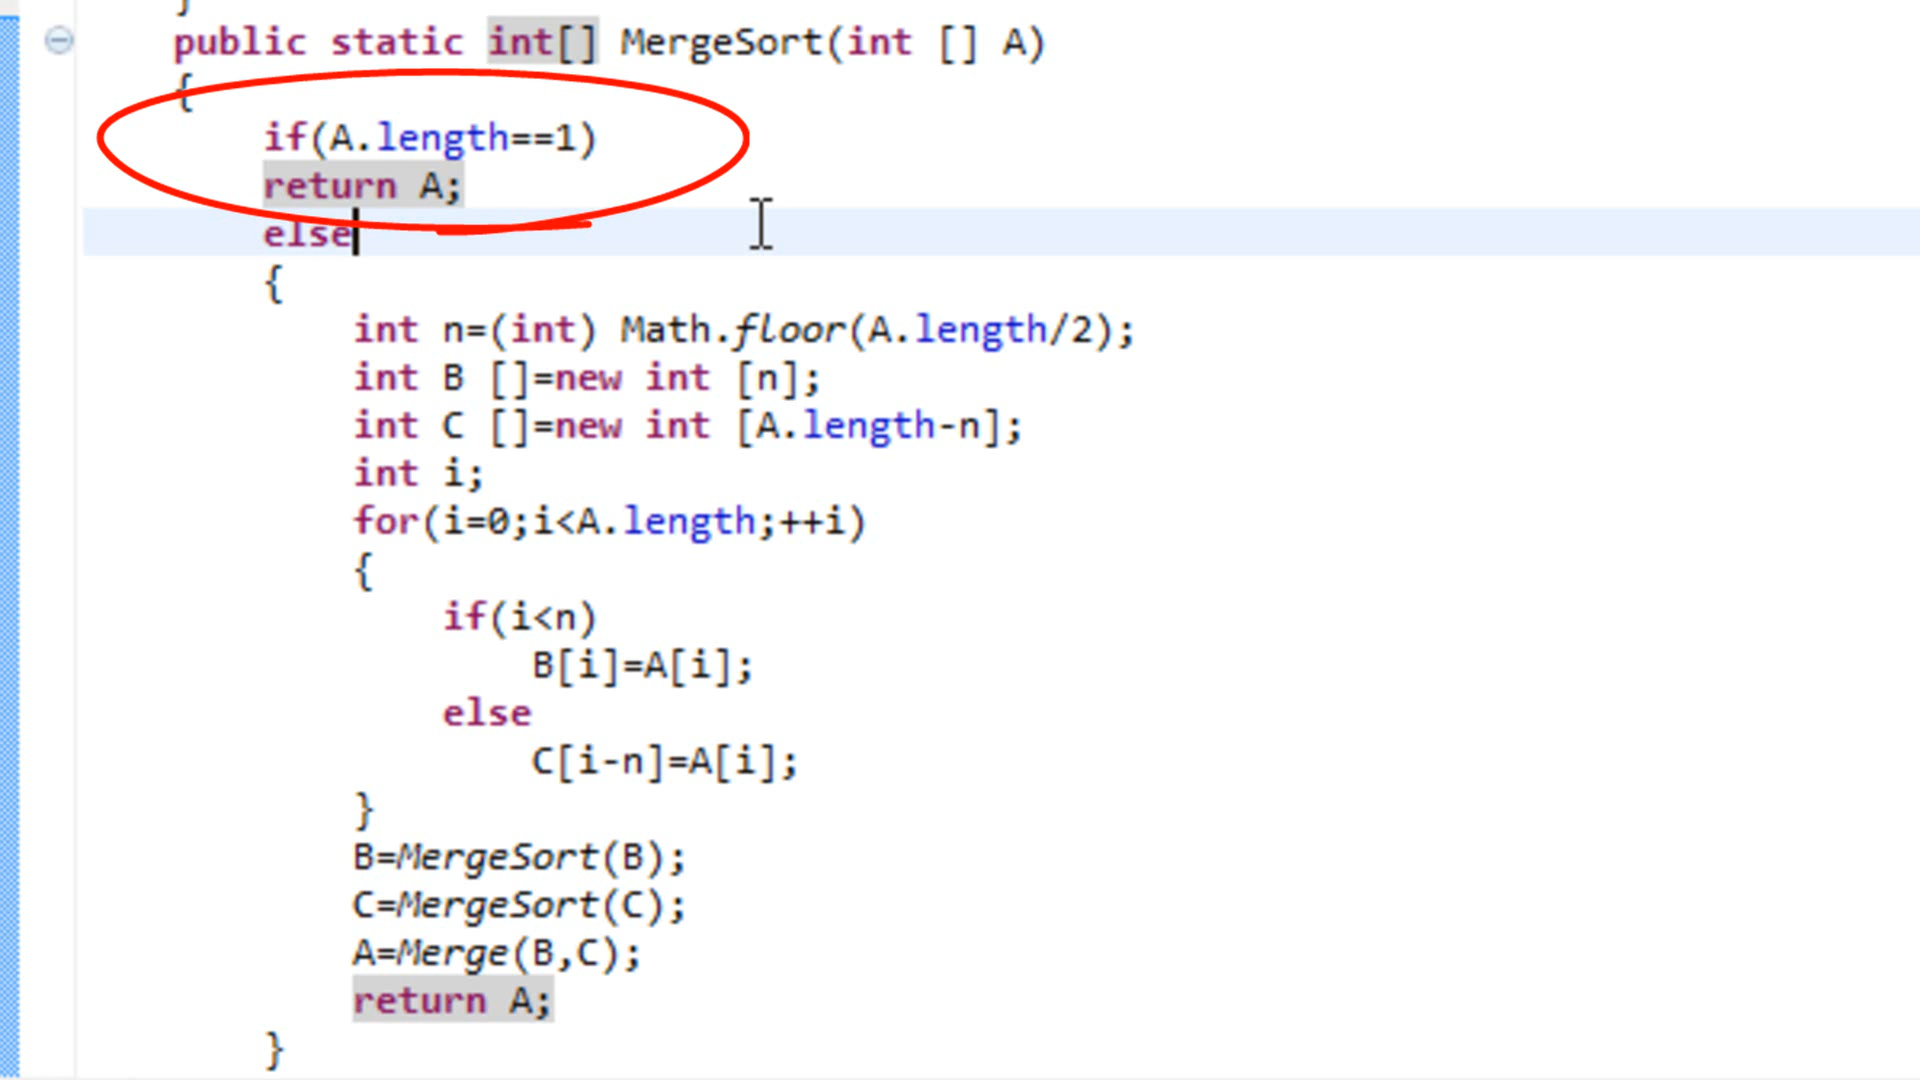 }
public static int[] MergeSort(int [] A)
{
if(A.length==1)
return A;
else
{
int n=(int) Math.floor(A.length/2);
int B []=new int [n];
int C []=new int [A.length-n];
int i;
for(i=0;i<A.length;++i)
{
if(i<n)
B[i]=A[i];
else
C[i-n]=A[i];
}
B=MergeSort(B);
C=MergeSort(C);
A=Merge(B,C);
return A;
}